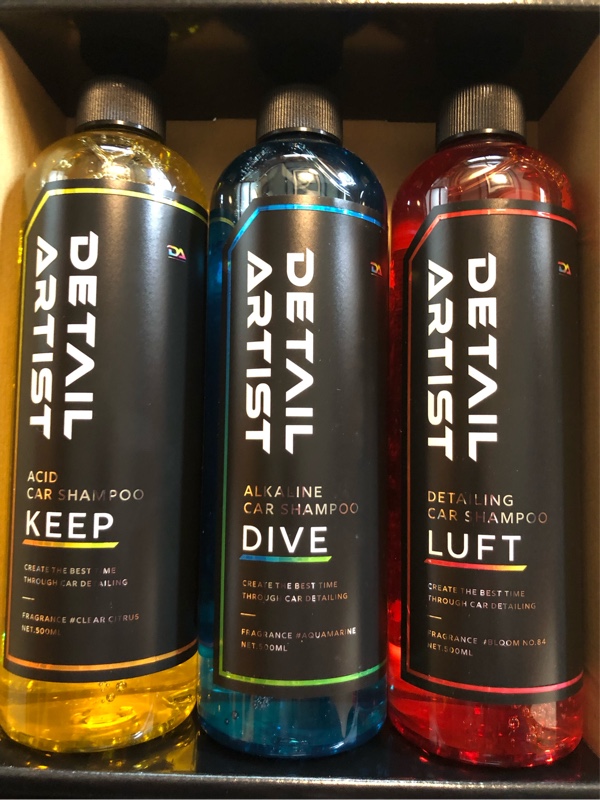 DA
DETAIL
ARTIST
ACID
CAR SHAMPOO
KEEP
CREATE THE BEST TIME
THROUGH CAR DETAILING
FRAGRANCE #CLEAR CITRUS
NET.500ML
DA
DETAIL
ARTIST
ALKALINE
CAR SHAMPOO
DIVE
CREATE THE BEST TIME
THROUGH CAR DETAILING
FRAGRANCE #AQUAMARINE
NET.500ML
DA
DETAIL
ARTIST
DETAILING
CAR SHAMPOO
LUFT
CREATE THE BEST TIME
THROUGH CAR DETAILING
FRAGRANCE #BLOOM NO.84
NET.500ML